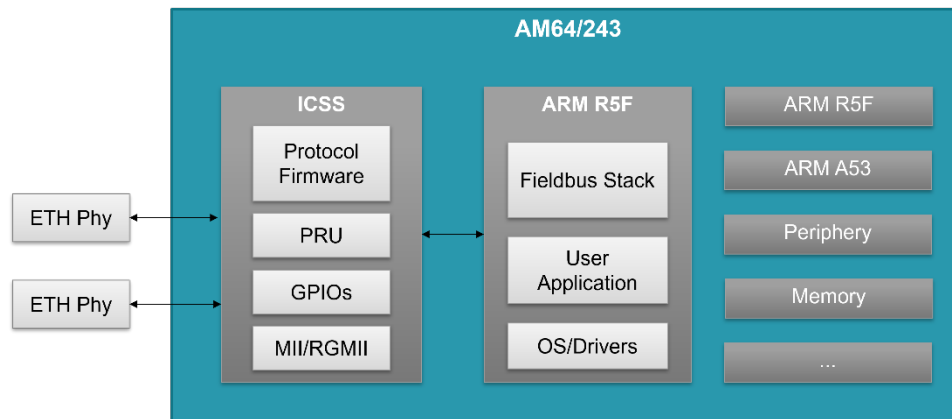 AM64/243
ICSS
Protocol
Firmware
PRU
GPIOs
MII/RGMII
ETH Phy
ETH Phy
ARM R5F
Fieldbus Stack
User
Application
OS/Drivers
ARM R5F
ARM A53
Periphery
Memory
...